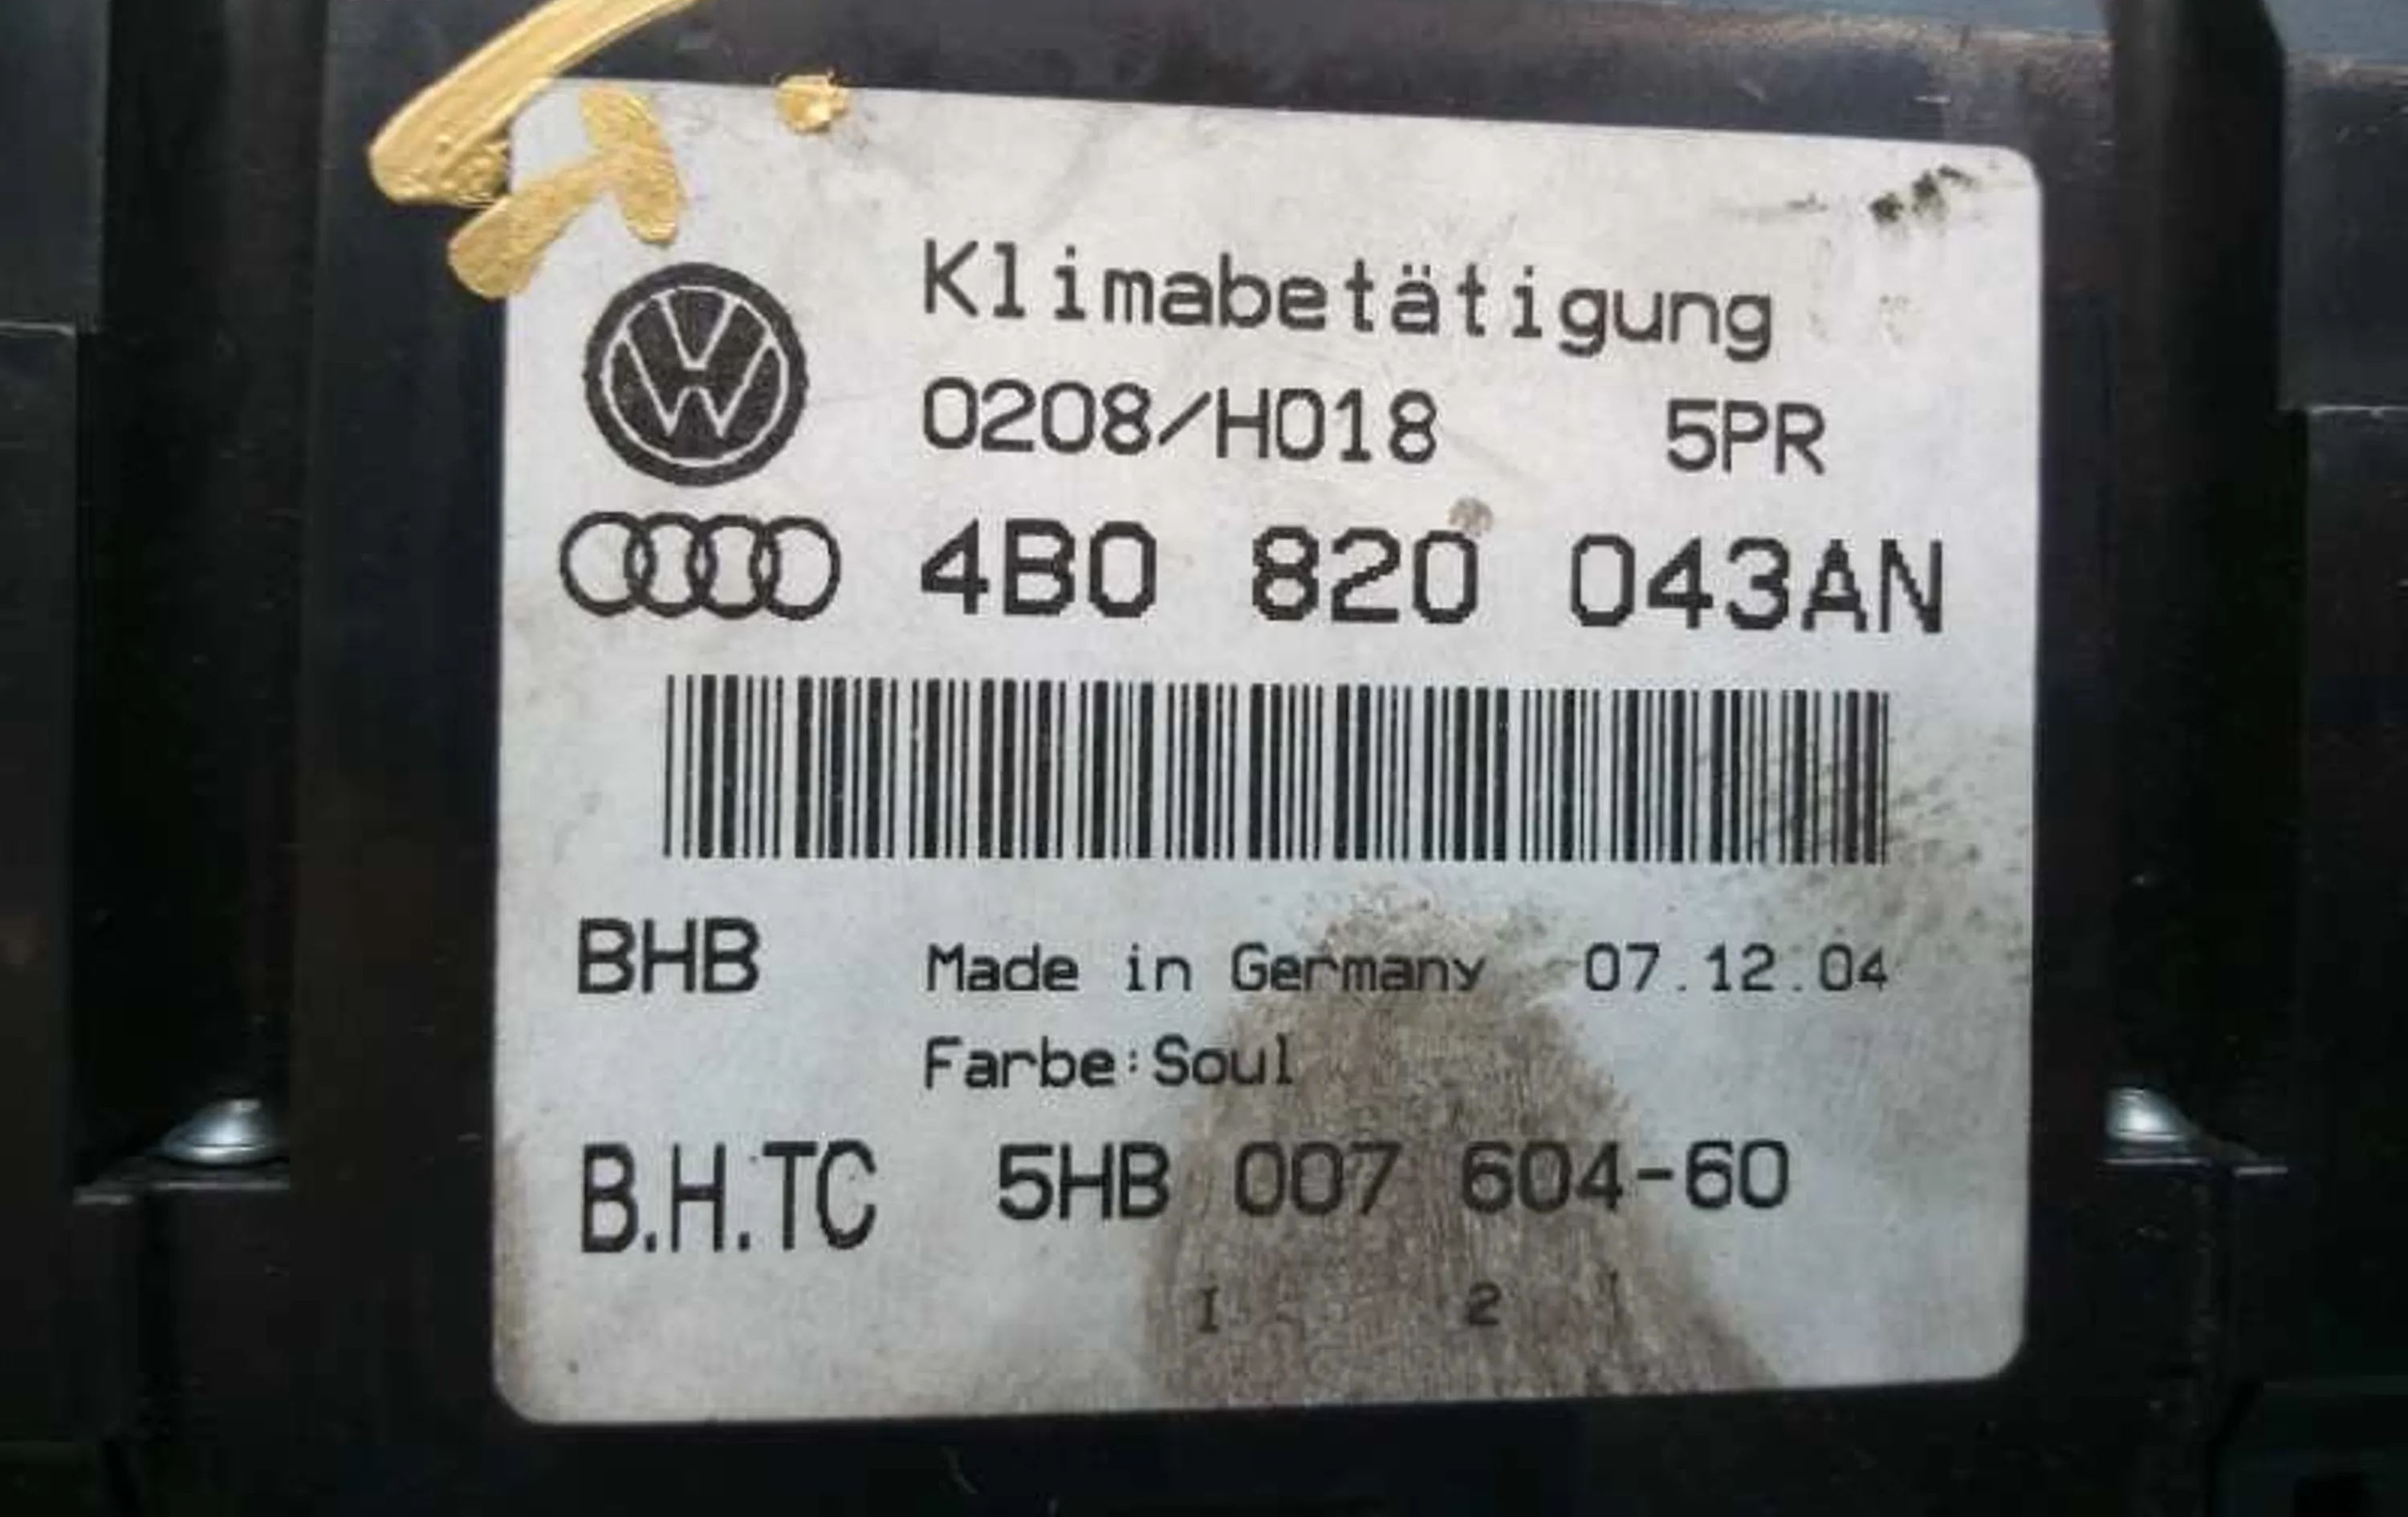 Klimabetätigung
0208/H018 5PR
4B0 820 043AN
BHB Made in Germany 07.12.04
Farbe:Soul
B.H.TC 5HB 007 604-60
1 2